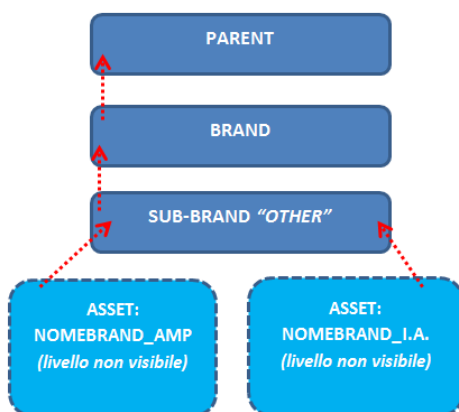 PARENT
BRAND
SUB-BRAND “OTHER”
ASSET:
NOMEBRAND_AMP
(livello non visibile)
ASSET:
NOMEBRAND_I.A.
(livello non visibile)